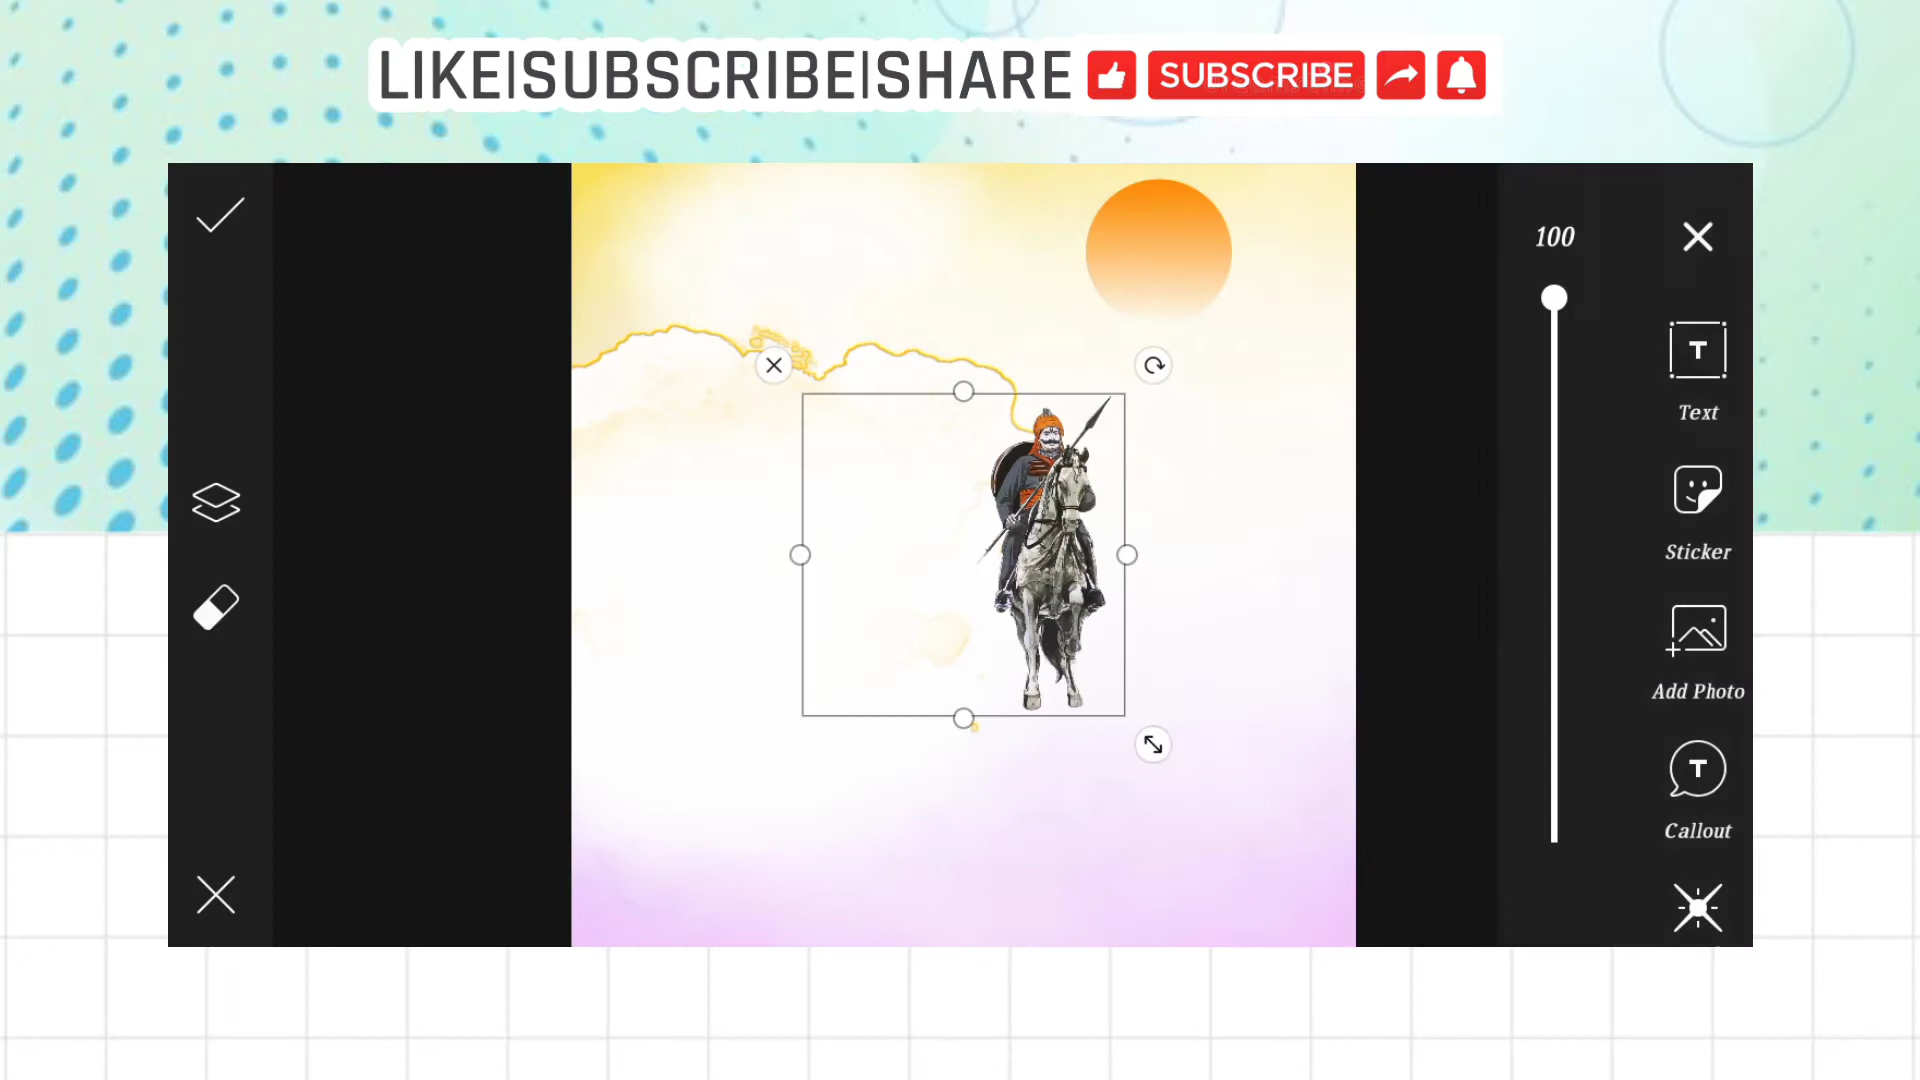 LIKE|SUBSCRIBE|SHARE SUBSCRIBE
100
Text
Sticker
Add Photo
Callout